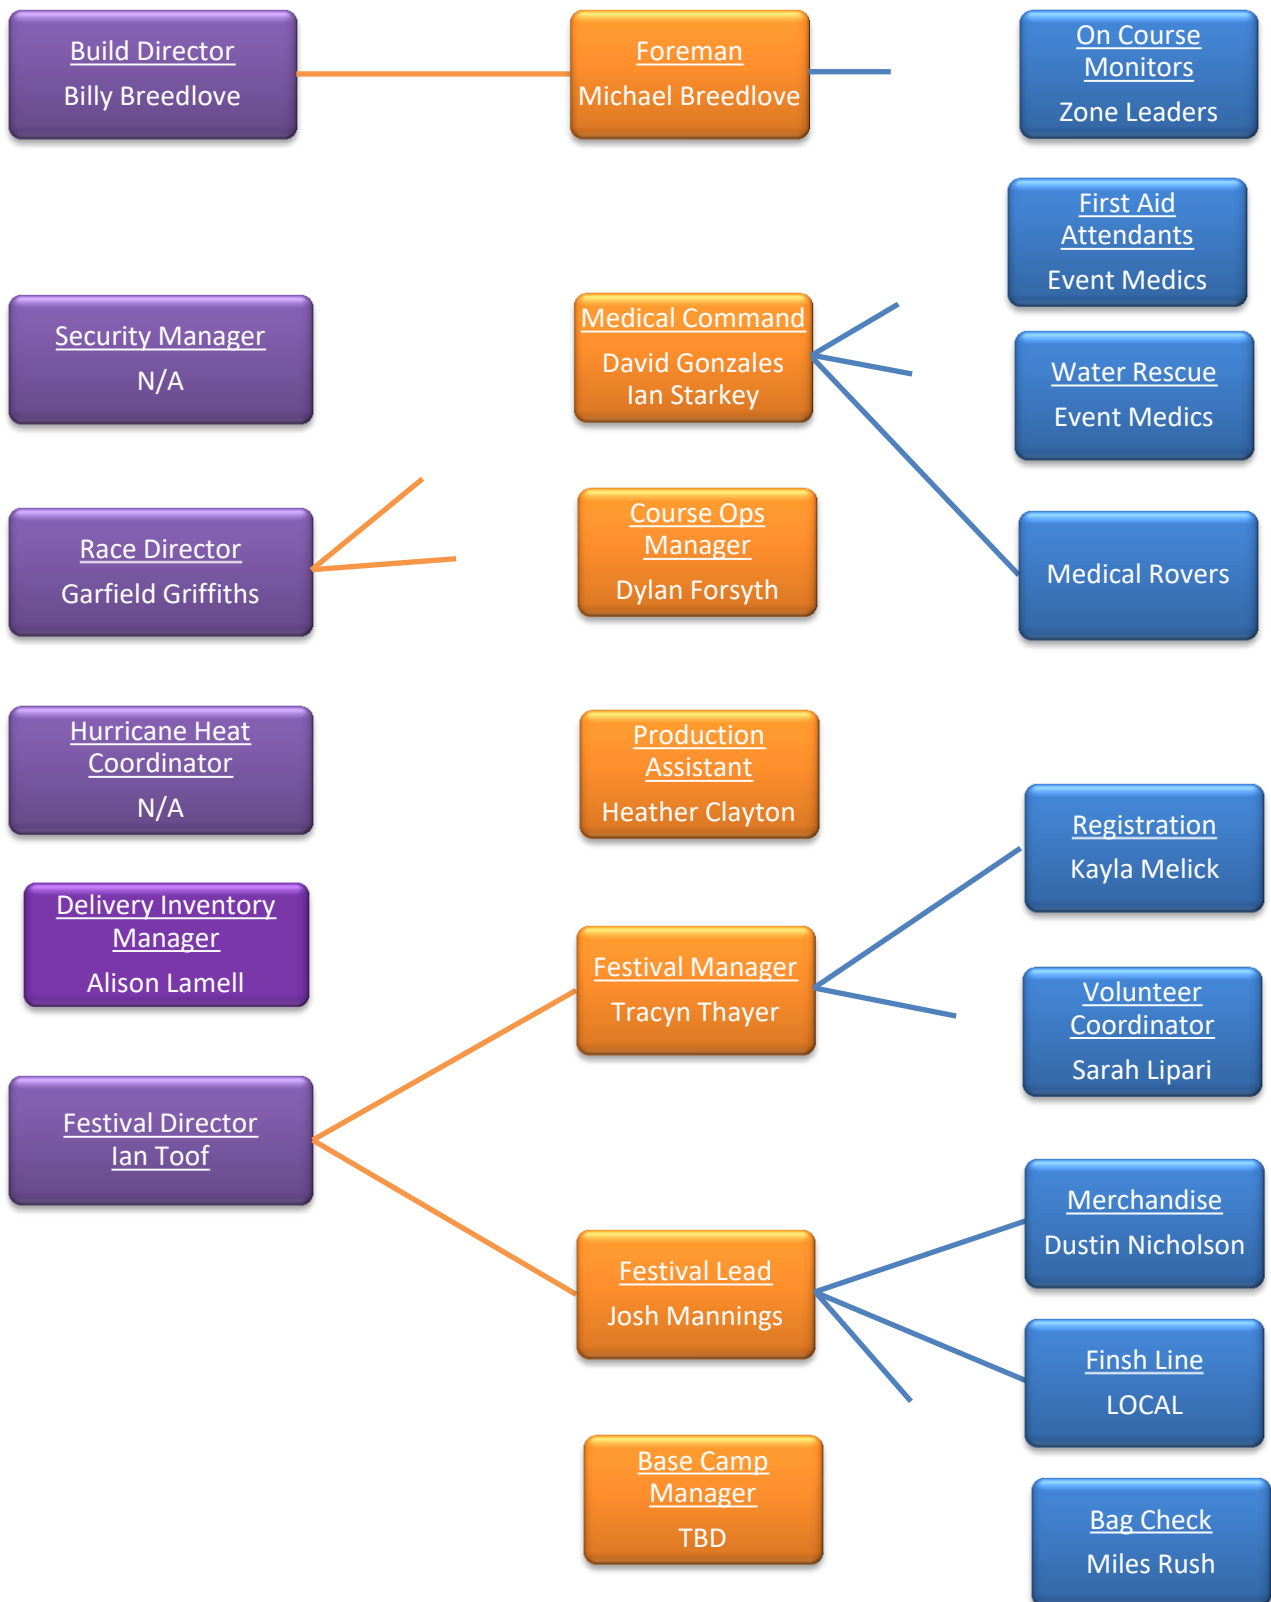 Build Director
Billy Breedlove
Foreman
Michael Breedlove
On Course
Monitors
Zone Leaders
First Aid
Attendants
Event Medics
Security Manager
N/A
Medical Command
David Gonzales
Ian Starkey
Water Rescue
Event Medics
Race Director
Garfield Griffiths
Course Ops
Manager
Dylan Forsyth
Medical Rovers
Hurricane Heat
Coordinator
N/A
Production
Assistant
Heather Clayton
Registration
Kayla Melick
Delivery Inventory
Manager
Alison Lamell
Festival Manager
Tracyn Thayer
Volunteer
Coordinator
Sarah Lipari
Festival Director
Ian Toof
Merchandise
Dustin Nicholson
Festival Lead
Josh Mannings
Finsh Line
LOCAL
Base Camp
Manager
TBD
Bag Check
Miles Rush